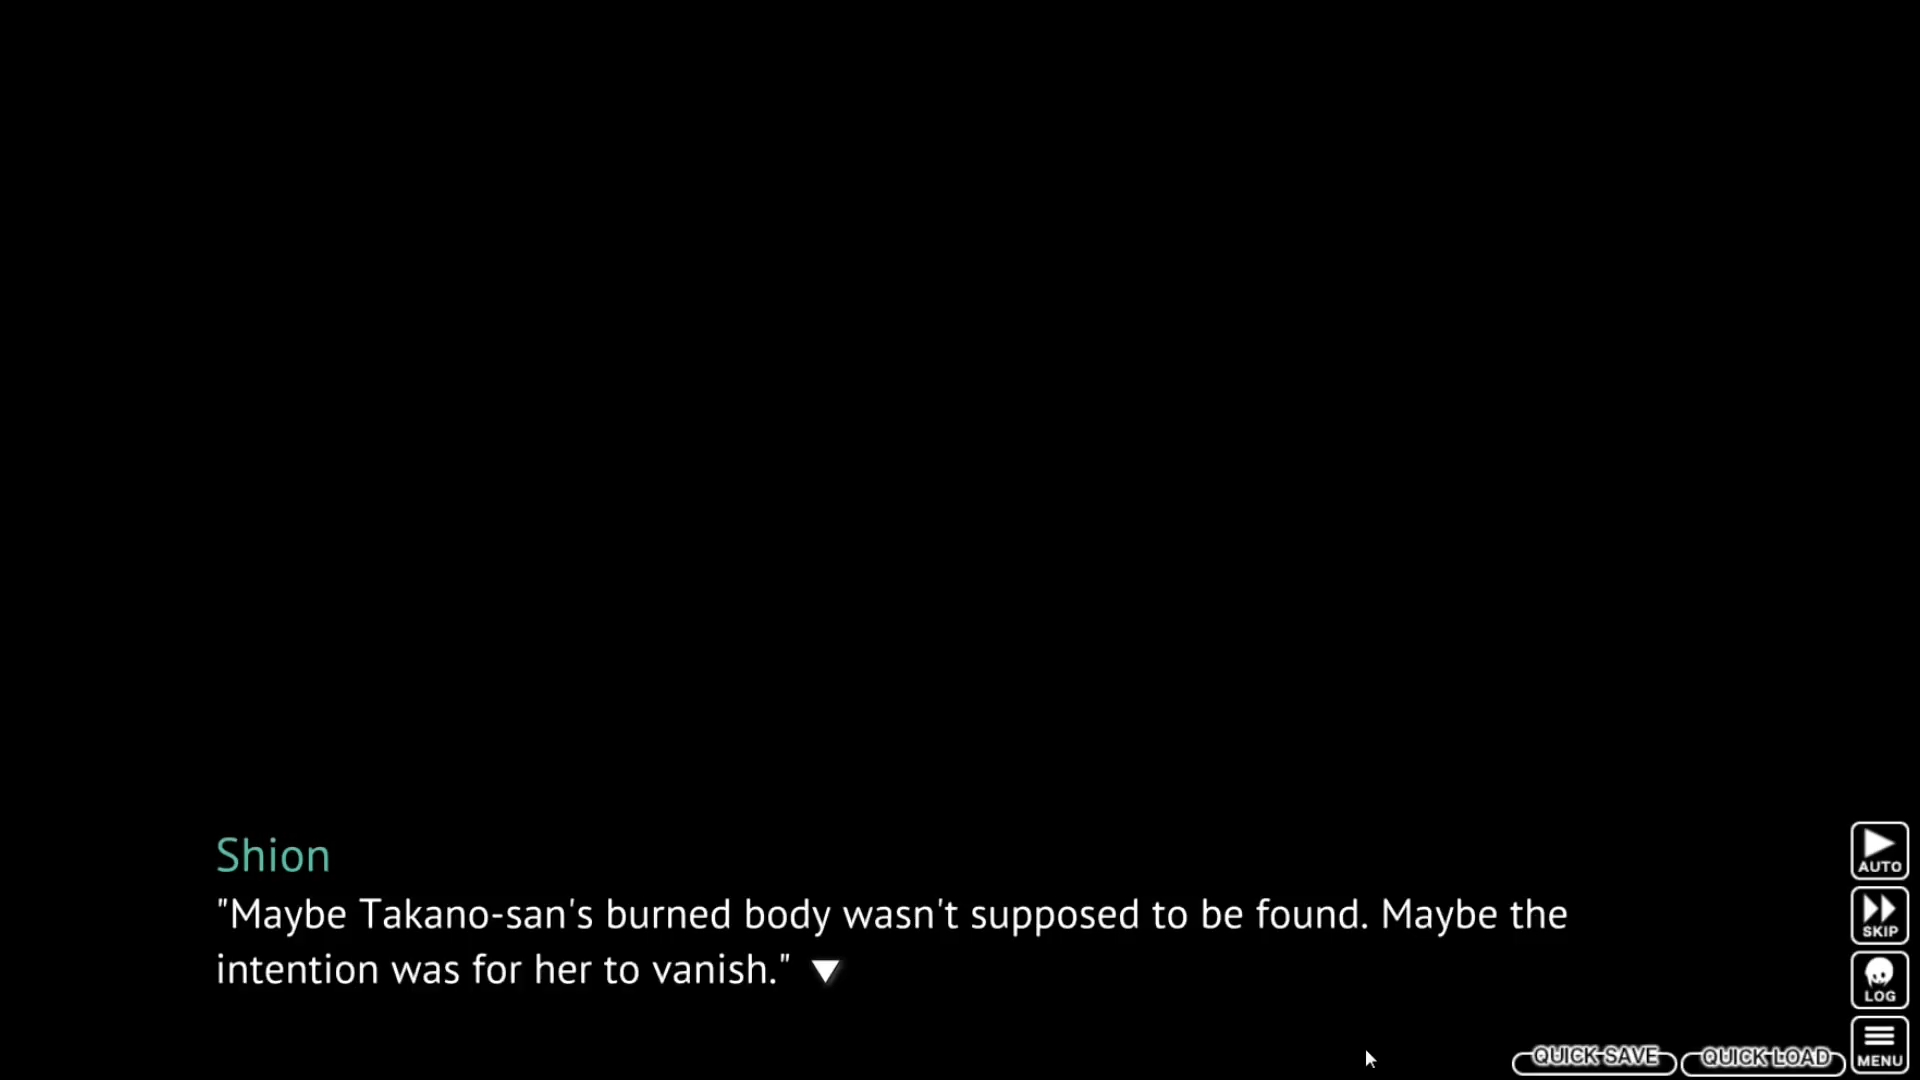 Shion
"Maybe Takano-san's burned body wasn't supposed to be found. Maybe the
intention was for her to vanish."
AUTO
SKIP
LOG
MENU
QUICK SAVE
QUICK LOAD